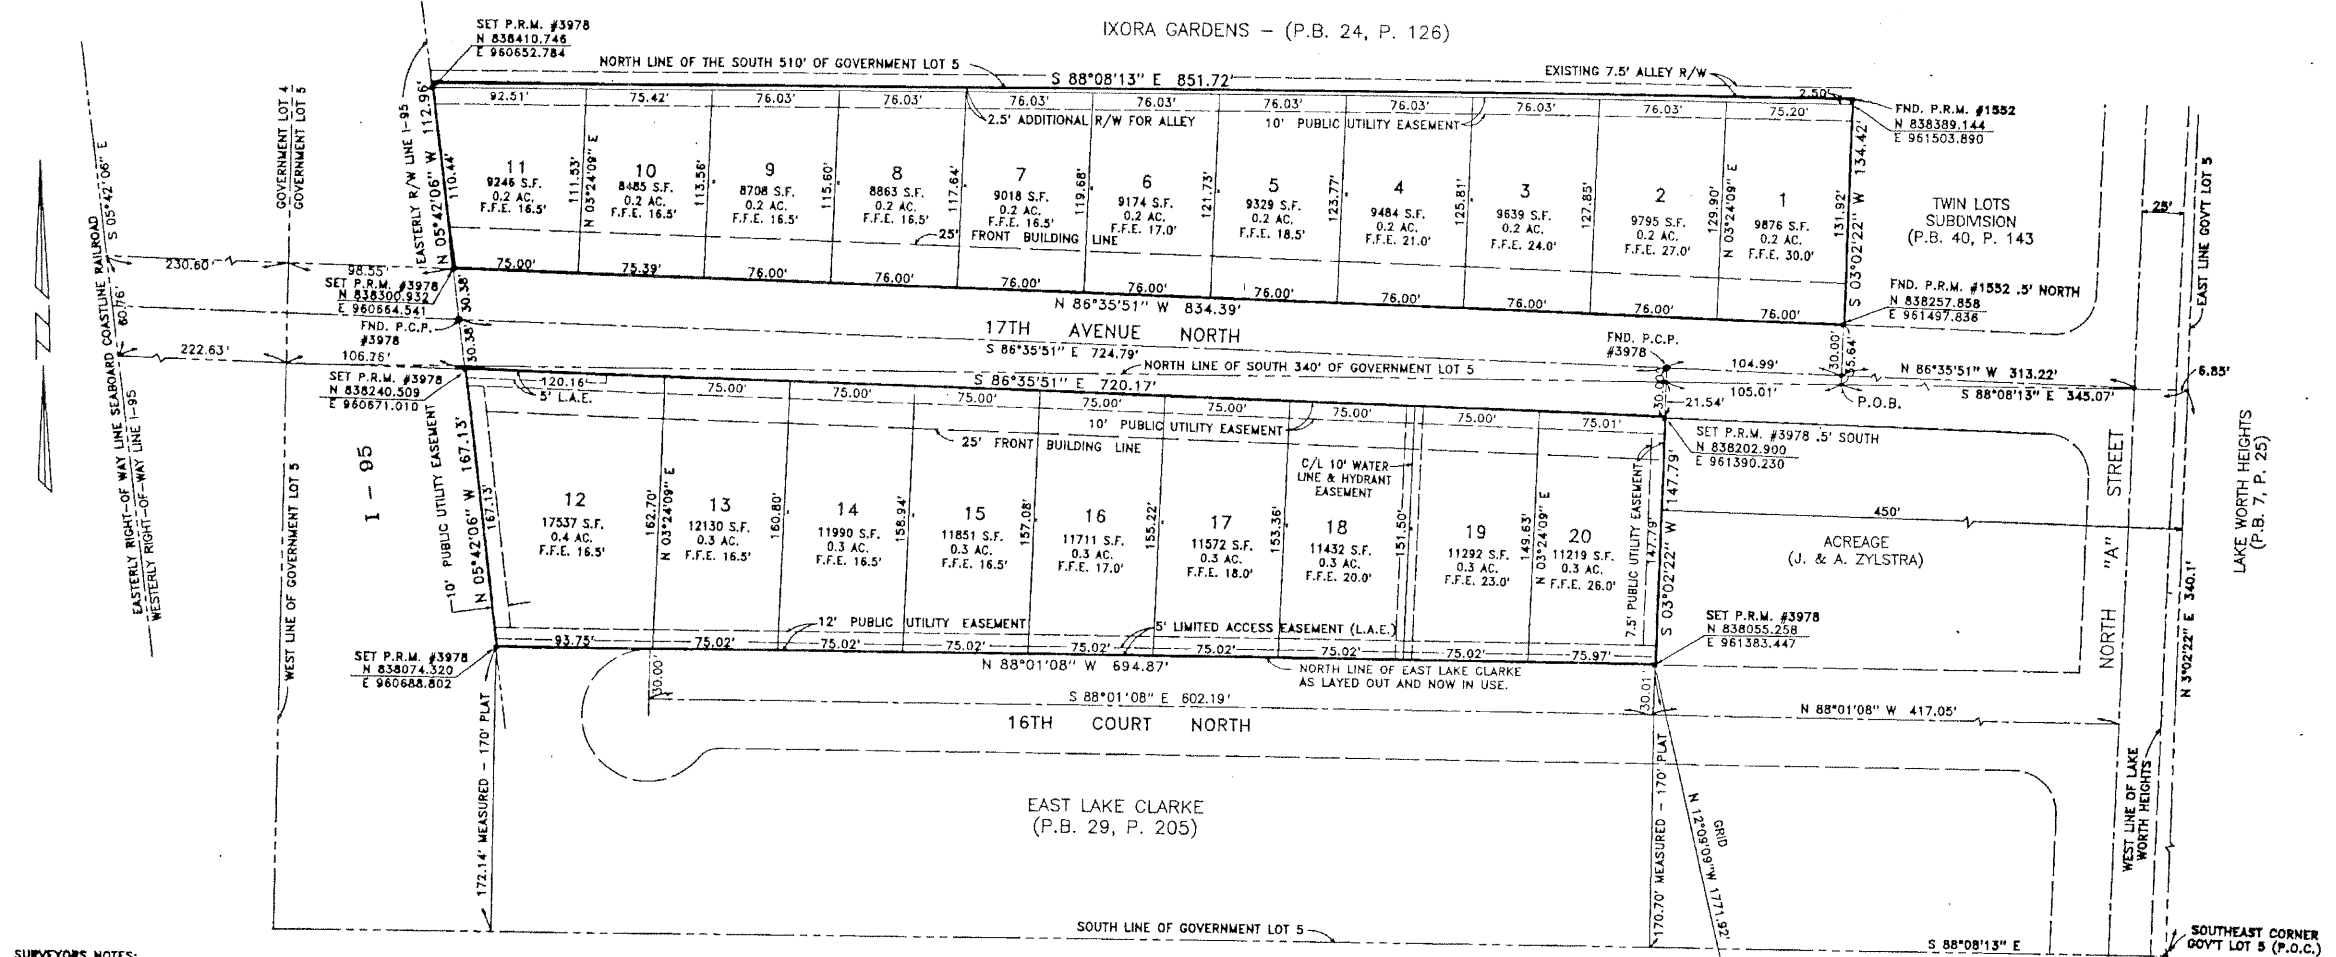 IXORA GARDENS – (P.B. 24, P. 126)
SET P.R.M. #3978
N 838410.746
E 960652.784
NORTH LINE OF THE SOUTH 510' OF GOVERNMENT LOT 5
S 88°08'13" E 851.72'
EXISTING 7.5' ALLEY R/W
2.50'
FND. P.R.M. #1552
N 838389.144
E 961503.890
92.51'
75.42'
76.03'
76.03'
76.03'
76.03'
76.03'
76.03'
76.03'
76.03'
75.20'
2.5' ADDITIONAL R/W FOR ALLEY
10' PUBLIC UTILITY EASEMENT
GOVERNMENT LOT 4
GOVERNMENT LOT 5
EASTERLY R/W LINE I-95
N 05°42'06" W 112.96'
110.44'
11
9246 S.F.
0.2 AC.
F.F.E. 16.5'
111.53'
N 03°24'09" E
10
8485 S.F.
0.2 AC.
F.F.E. 16.5'
113.56'
9
8708 S.F.
0.2 AC.
F.F.E. 16.5'
115.60'
8
8863 S.F.
0.2 AC.
F.F.E. 16.5'
117.64'
7
9018 S.F.
0.2 AC.
F.F.E. 16.5'
119.68'
6
9174 S.F.
0.2 AC.
F.F.E. 17.0'
121.73'
5
9329 S.F.
0.2 AC.
F.F.E. 18.5'
123.77'
4
9484 S.F.
0.2 AC.
F.F.E. 21.0'
125.81'
3
9639 S.F.
0.2 AC.
F.F.E. 24.0'
127.85'
2
9795 S.F.
0.2 AC.
F.F.E. 27.0'
129.90'
N 03°24'09" E
1
9876 S.F.
0.2 AC.
F.F.E. 30.0'
131.92'
S 03°02'22" W 134.42'
TWIN LOTS
SUBDIVISION
(P.B. 40, P. 143
25'
EAST LINE GOV'T LOT 5
25' FRONT BUILDING LINE
S 05°42'06" E
230.60'
98.55'
60.76'
SET P.R.M. #3978
N 838300.932
E 960664.541
FND. P.C.P.
#3978
30.38'
30.38'
75.00'
75.39'
76.00'
76.00'
76.00'
76.00'
76.00'
76.00'
76.00'
76.00'
76.00'
N 86°35'51" W 834.39'
FND. P.R.M. #1552 .5' NORTH
N 838257.858
E 961497.836
17TH AVENUE NORTH
S 86°35'51" E 724.79'
NORTH LINE OF SOUTH 340' OF GOVERNMENT LOT 5
FND. P.C.P.
#3978
104.99'
30.00'
35.64'
N 86°35'51" W 313.22'
6.85'
222.63'
106.76'
SET P.R.M. #3978
N 838240.509
E 960671.010
S 86°35'51" E 720.17'
30.00'
21.54'
105.01'
P.O.B.
S 88°08'13" E 345.07'
120.16'
5' L.A.E.
75.00'
75.00'
75.00'
75.00'
75.00'
75.00'
75.01'
10' PUBLIC UTILITY EASEMENT
25' FRONT BUILDING LINE
SET P.R.M. #3978 .5' SOUTH
N 838202.900
E 961390.230
C/L 10' WATER
LINE & HYDRANT
EASEMENT
EASTERLY RIGHT-OF WAY LINE SEABOARD COASTLINE RAILROAD
WESTERLY RIGHT-OF-WAY LINE I-95
WEST LINE OF GOVERNMENT LOT 5
I - 95
10' PUBLIC UTILITY EASEMENT
N 05°42'06" W 167.13'
167.13'
12
17537 S.F.
0.4 AC.
F.F.E. 16.5'
162.70'
N 03°24'09" E
13
12130 S.F.
0.3 AC.
F.F.E. 16.5'
160.80'
14
11990 S.F.
0.3 AC.
F.F.E. 16.5'
158.94'
15
11851 S.F.
0.3 AC.
F.F.E. 16.5'
157.08'
16
11711 S.F.
0.3 AC.
F.F.E. 17.0'
155.22'
17
11572 S.F.
0.3 AC.
F.F.E. 18.0'
153.36'
18
11432 S.F.
0.3 AC.
F.F.E. 20.0'
151.50'
19
11292 S.F.
0.3 AC.
F.F.E. 23.0'
149.63'
N 03°24'09" E
20
11219 S.F.
0.3 AC.
F.F.E. 26.0'
7.5' PUBLIC UTILITY EASEMENT
147.79'
S 03°02'22" W 147.79'
450'
ACREAGE
(J. & A. ZYLSTRA)
NORTH "A" STREET
N 3°02'22" E 340.1'
LAKE WORTH HEIGHTS
(P.B. 7, P. 25)
12' PUBLIC UTILITY EASEMENT
5' LIMITED ACCESS EASEMENT (L.A.E.)
93.75'
75.02'
75.02'
75.02'
75.02'
75.02'
75.02'
75.02'
75.97'
SET P.R.M. #3978
N 838074.320
E 960688.802
N 88°01'08" W 694.87'
NORTH LINE OF EAST LAKE CLARKE
AS LAYED OUT AND NOW IN USE.
SET P.R.M. #3978
N 838055.258
E 961383.447
30.00'
S 88°01'08" E 602.19'
30.01
N 88°01'08" W 417.05'
16TH COURT NORTH
172.14' MEASURED – 170' PLAT
EAST LAKE CLARKE
(P.B. 29, P. 205)
170.70' MEASURED – 170' PLAT
GRID
N 12°09'09"W 1771.92'
WEST LINE OF LAKE
WORTH HEIGHTS
SOUTH LINE OF GOVERNMENT LOT 5
S 88°08'13" E
SOUTHEAST CORNER
GOV'T LOT 5 (P.O.C.)
SURVEYORS NOTES: